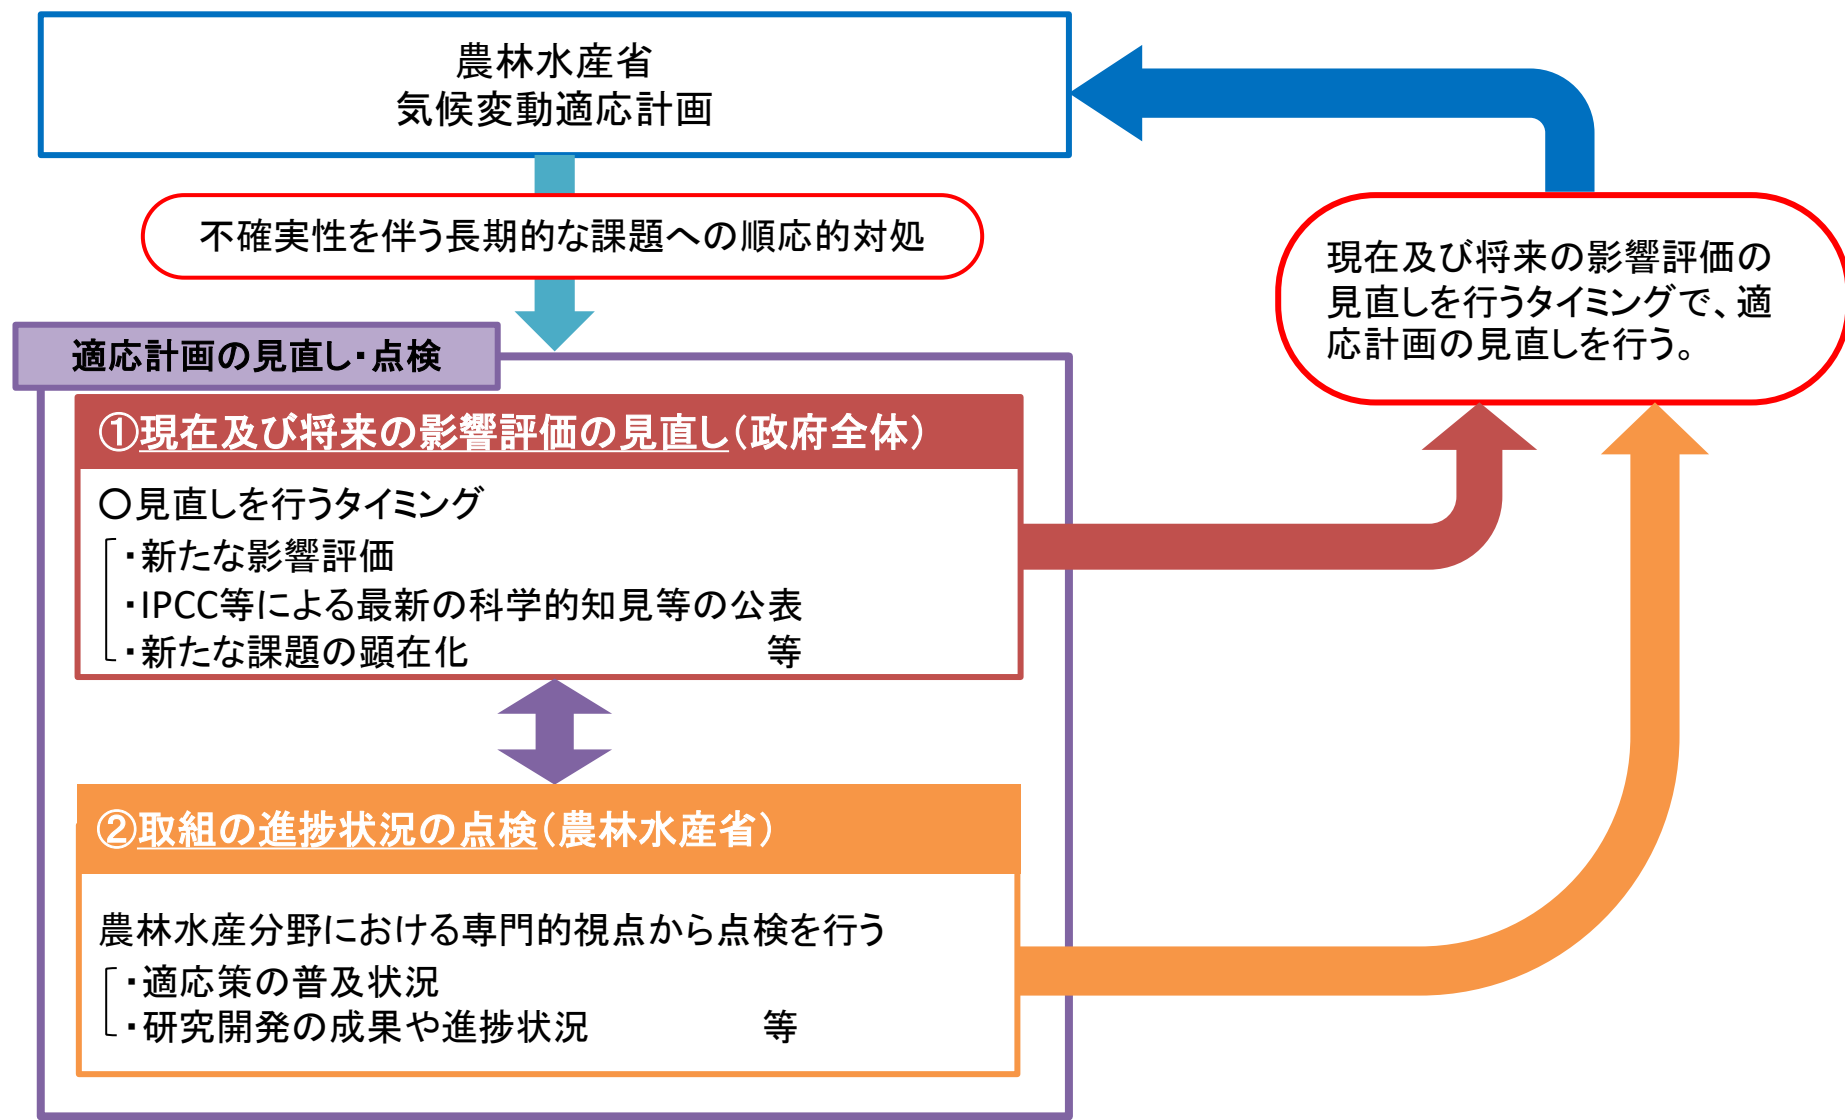 農林水産省
気候変動適応計画
不確実性を伴う長期的な課題への順応的対処
現在及び将来の影響評価の
見直しを行うタイミングで、適
応計画の見直しを行う。
適応計画の見直し・点検
①現在及び将来の影響評価の見直し(政府全体)
〇見直しを行うタイミング
・新たな影響評価
・IPCC等による最新の科学的知見等の公表
・新たな課題の顕在化 等
②取組の進捗状況の点検(農林水産省)
農林水産分野における専門的視点から点検を行う
・適応策の普及状況
・研究開発の成果や進捗状況 等